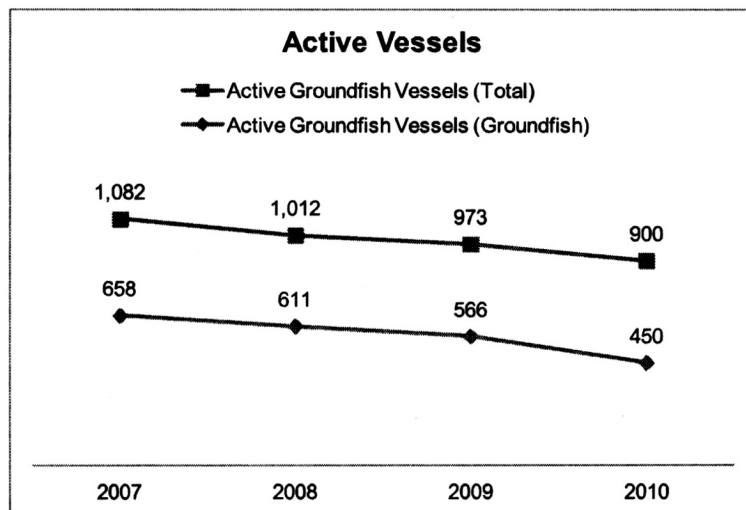 Active Vessels
Active Groundfish Vessels (Total)
Active Groundfish Vessels (Groundfish)
1,082
1,012
973
900
658
611
566
450
2007 2008 2009 2010